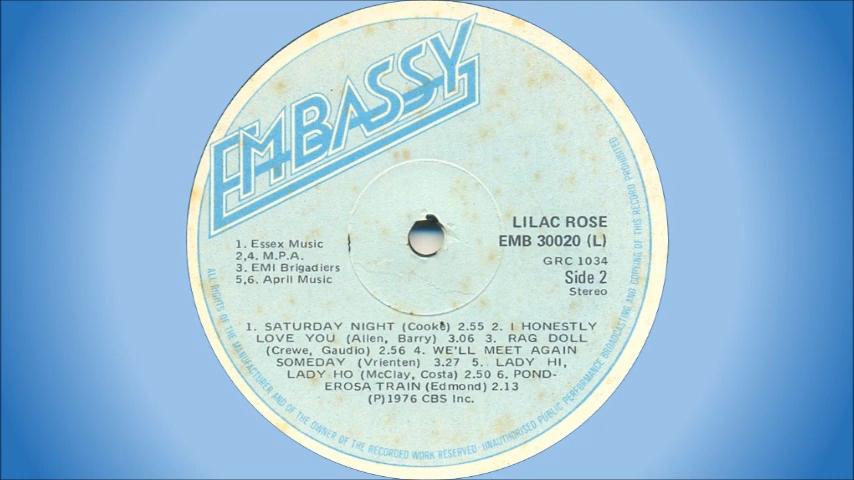 EMBASSY
LILAC ROSE
EMB 30020 (L)
GRC 1034
Side 2
Stereo
1. Essex Music
2,4. M.P.A.
3. EMI Brigadiers
5,6. April Music
1. SATURDAY NIGHT (Cooke) 2.55 2. I HONESTLY
LOVE YOU (Allen, Barry) 3.06 3. RAG DOLL
(Crewe, Gaudio) 2.56 4. WE'LL MEET AGAIN
SOMEDAY (Vrienten) 3.27 5. LADY HI,
LADY HO (McClay, Costa) 2.50 6. POND-
EROSA TRAIN (Edmond) 2.13
(P)1976 CBS Inc.
ALL RIGHTS OF THE MANUFACTURER AND OF THE OWNER OF THE RECORDED WORK RESERVED · UNAUTHORISED PUBLIC PERFORMANCE BROADCASTING AND COPYING OF THIS RECORD PROHIBITED